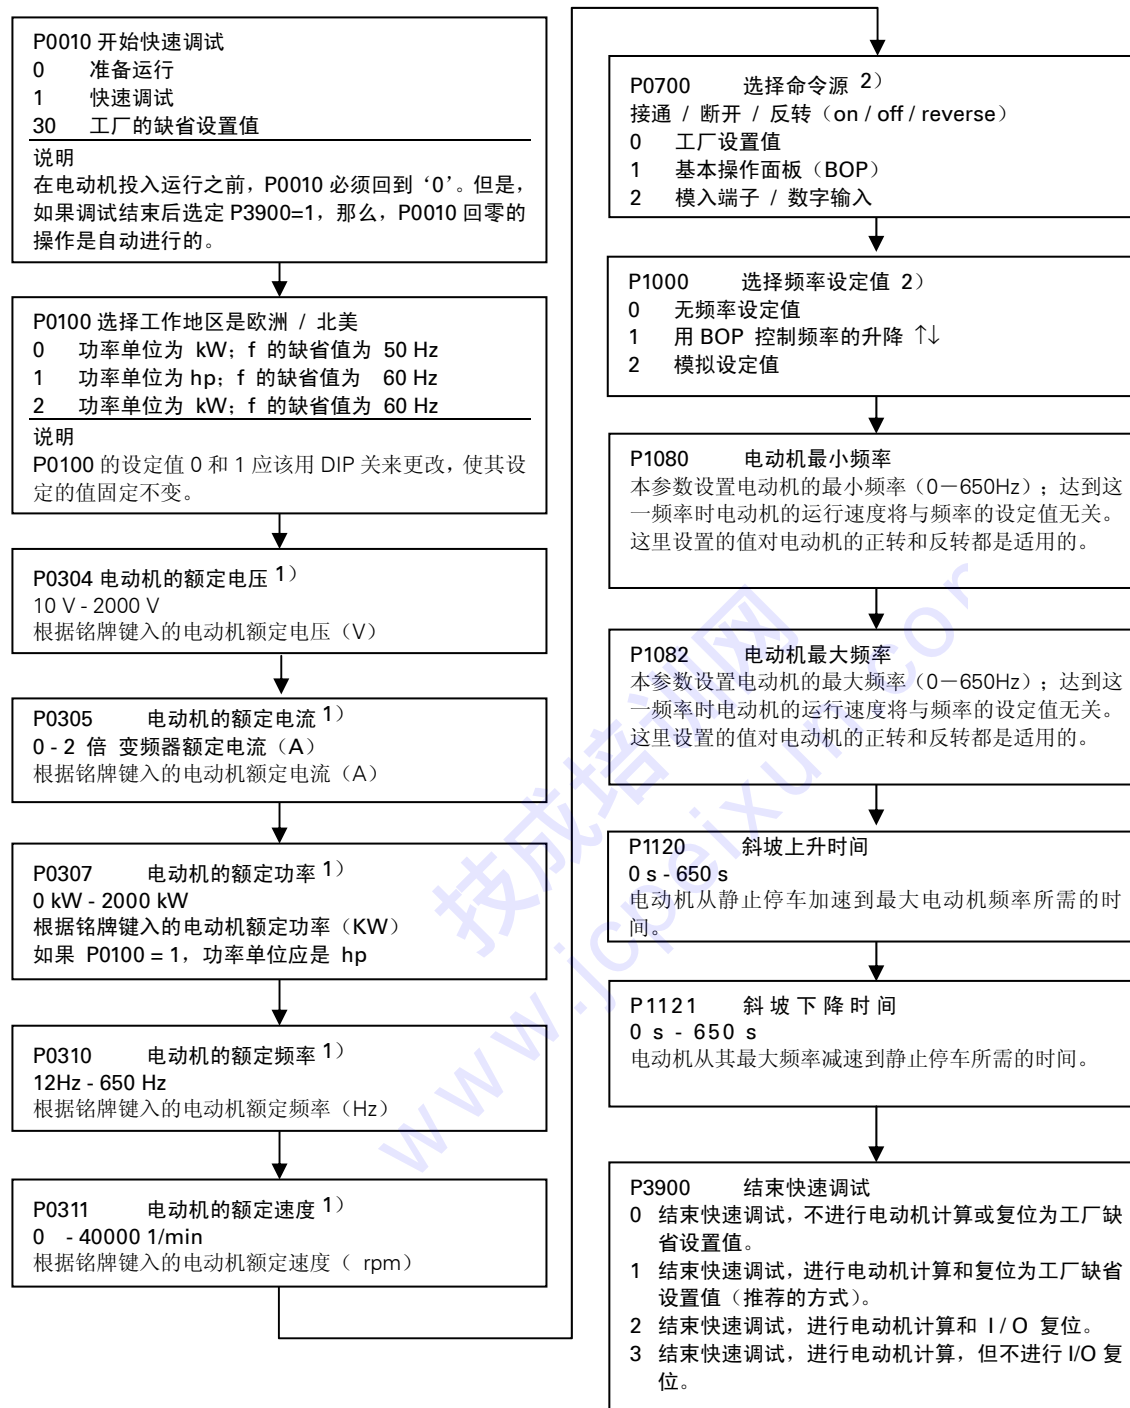 P0010 开始快速调试
0 准备运行
1 快速调试
30 工厂的缺省设置值
说明
在电动机投入运行之前，P0010 必须回到‘0’。但是，
如果调试结束后选定 P3900=1，那么，P0010 回零的
操作是自动进行的。
P0100 选择工作地区是欧洲 / 北美
0 功率单位为 kW；f 的缺省值为 50 Hz
1 功率单位为 hp；f 的缺省值为 60 Hz
2 功率单位为 kW；f 的缺省值为 60 Hz
说明
P0100 的设定值 0 和 1 应该用 DIP 关来更改，使其设
定的值固定不变。
P0304 电动机的额定电压 1）
10 V - 2000 V
根据铭牌键入的电动机额定电压（V）
P0305 电动机的额定电流 1）
0 - 2 倍 变频器额定电流（A）
根据铭牌键入的电动机额定电流（A）
P0307 电动机的额定功率 1）
0 kW - 2000 kW
根据铭牌键入的电动机额定功率（KW）
如果 P0100 = 1，功率单位应是 hp
P0310 电动机的额定频率 1）
12Hz - 650 Hz
根据铭牌键入的电动机额定频率（Hz）
P0311 电动机的额定速度 1）
0 - 40000 1/min
根据铭牌键入的电动机额定速度（ rpm）
P0700 选择命令源 2）
接通 / 断开 / 反转（on / off / reverse）
0 工厂设置值
1 基本操作面板（BOP）
2 模入端子 / 数字输入
P1000 选择频率设定值 2）
0 无频率设定值
1 用 BOP 控制频率的升降 ↑↓
2 模拟设定值
P1080 电动机最小频率
本参数设置电动机的最小频率（0－650Hz）；达到这
一频率时电动机的运行速度将与频率的设定值无关。
这里设置的值对电动机的正转和反转都是适用的。
P1082 电动机最大频率
本参数设置电动机的最大频率（0－650Hz）；达到这
一频率时电动机的运行速度将与频率的设定值无关。
这里设置的值对电动机的正转和反转都是适用的。
P1120 斜坡上升时间
0 s - 650 s
电动机从静止停车加速到最大电动机频率所需的时
间。
P1121 斜坡下降时间
0 s - 650 s
电动机从其最大频率减速到静止停车所需的时间。
P3900 结束快速调试
0 结束快速调试，不进行电动机计算或复位为工厂缺
省设置值。
1 结束快速调试，进行电动机计算和复位为工厂缺省
设置值（推荐的方式）。
2 结束快速调试，进行电动机计算和 I / O 复位。
3 结束快速调试，进行电动机计算，但不进行 I/O 复
位。
技成培训网
www.jcpeixun.cor